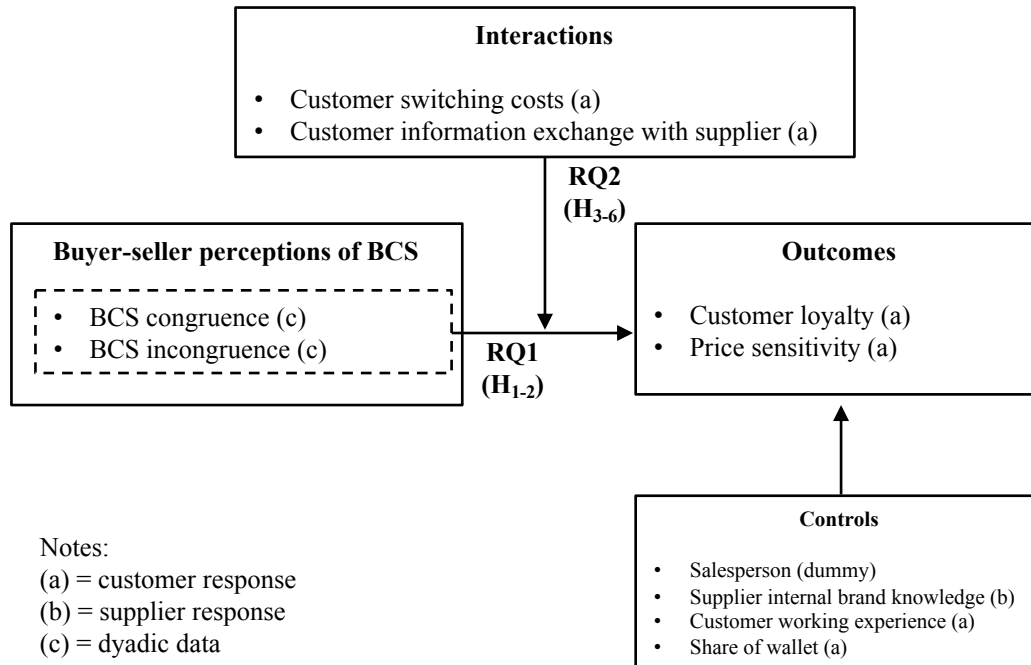 Interactions
• Customer switching costs (a)
• Customer information exchange with supplier (a)
RQ2
(H3-6)
Buyer-seller perceptions of BCS
• BCS congruence (c)
• BCS incongruence (c)
RQ1
(H1-2)
Outcomes
• Customer loyalty (a)
• Price sensitivity (a)
Controls
• Salesperson (dummy)
• Supplier internal brand knowledge (b)
• Customer working experience (a)
• Share of wallet (a)
Notes:
(a) = customer response
(b) = supplier response
(c) = dyadic data